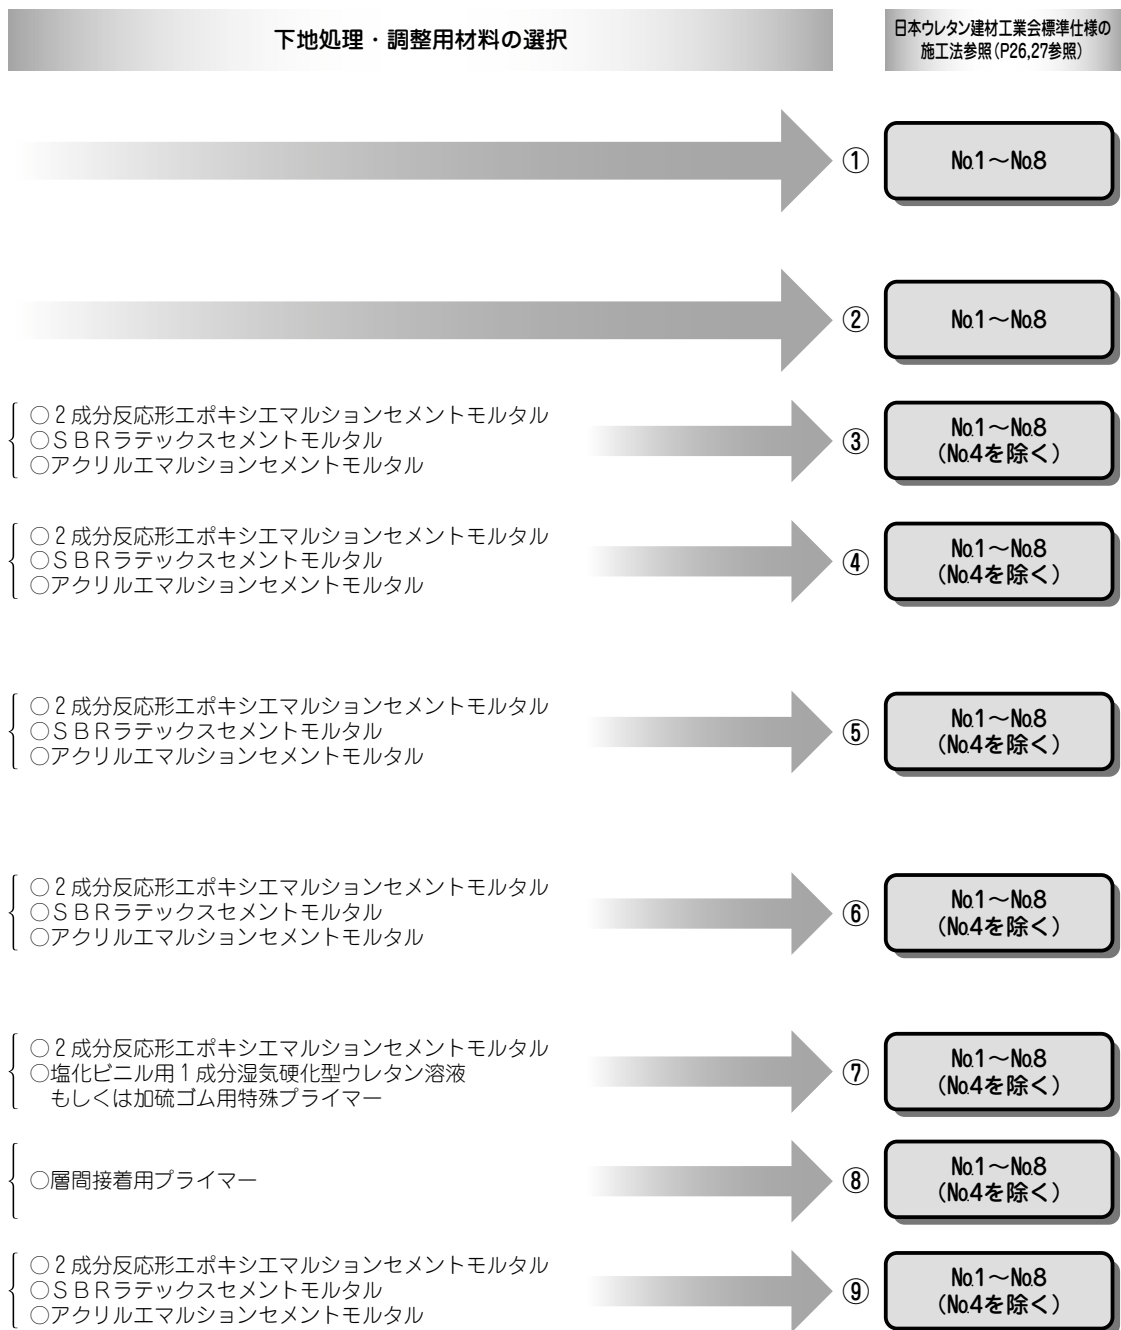 下地処理・調整用材料の選択
日本ウレタン建材工業会標準仕様の
施工法参照(P26,27参照)
① No.1～No.8
② No.1～No.8
○2成分反応形エポキシエマルションセメントモルタル
○SBRラテックスセメントモルタル
○アクリルエマルションセメントモルタル
③ No.1～No.8
(No.4を除く)
○2成分反応形エポキシエマルションセメントモルタル
○SBRラテックスセメントモルタル
○アクリルエマルションセメントモルタル
④ No.1～No.8
(No.4を除く)
○2成分反応形エポキシエマルションセメントモルタル
○SBRラテックスセメントモルタル
○アクリルエマルションセメントモルタル
⑤ No.1～No.8
(No.4を除く)
○2成分反応形エポキシエマルションセメントモルタル
○SBRラテックスセメントモルタル
○アクリルエマルションセメントモルタル
⑥ No.1～No.8
(No.4を除く)
○2成分反応形エポキシエマルションセメントモルタル
○塩化ビニル用1成分湿気硬化型ウレタン溶液
もしくは加硫ゴム用特殊プライマー
⑦ No.1～No.8
(No.4を除く)
○層間接着用プライマー
⑧ No.1～No.8
(No.4を除く)
○2成分反応形エポキシエマルションセメントモルタル
○SBRラテックスセメントモルタル
○アクリルエマルションセメントモルタル
⑨ No.1～No.8
(No.4を除く)